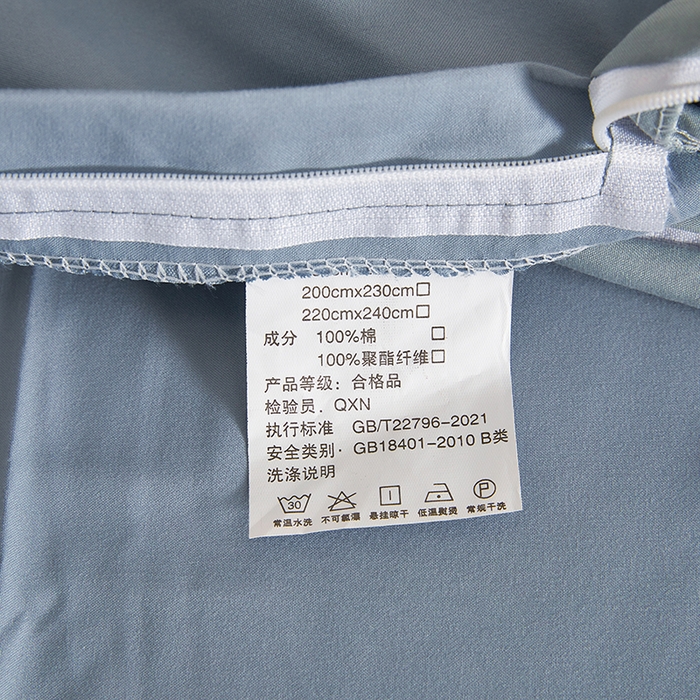 200cmx230cm□
220cmx240cm□
成分 100%棉 □
100%聚酯纤维□
产品等级: 合格品
检验员. QXN
执行标准 GB/T22796-2021
安全类别· GB18401-2010 B类
洗涤说明
30 P
常温水洗 不可氯漂 悬挂晾干 低温熨烫 常规干洗